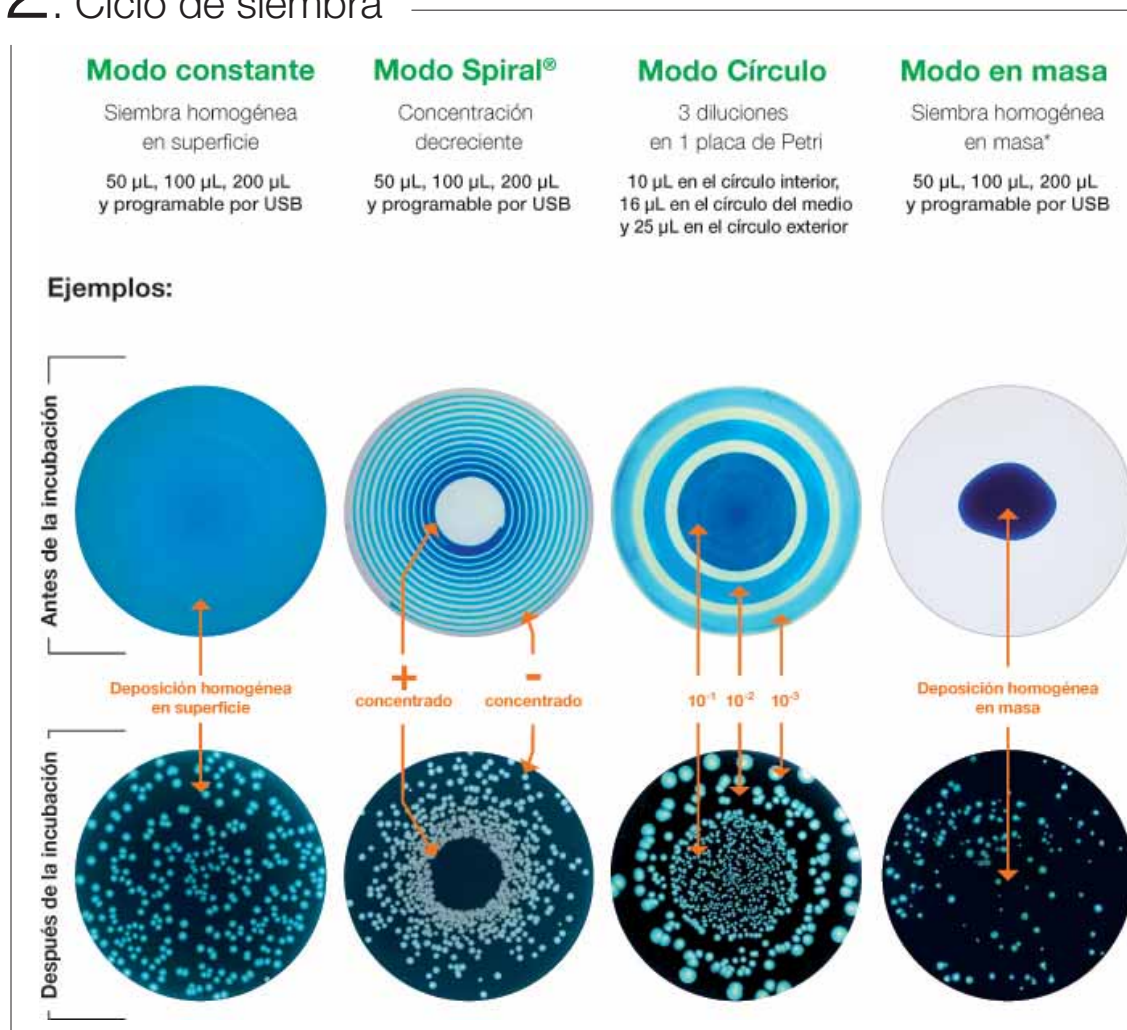 2. Ciclo de siembra
Modo constante
Siembra homogénea
en superficie
50 µL, 100 µL, 200 µL
y programable por USB
Modo Spiral®
Concentración
decreciente
50 µL, 100 µL, 200 µL
y programable por USB
Modo Círculo
3 diluciones
en 1 placa de Petri
10 µL en el círculo interior,
16 µL en el círculo del medio
y 25 µL en el círculo exterior
Modo en masa
Siembra homogénea
en masa*
50 µL, 100 µL, 200 µL
y programable por USB
Ejemplos:
Antes de la incubación
Deposición homogénea
en superficie
+
concentrado
-
concentrado
10⁻¹ 10⁻² 10⁻³
Deposición homogénea
en masa
Después de la incubación